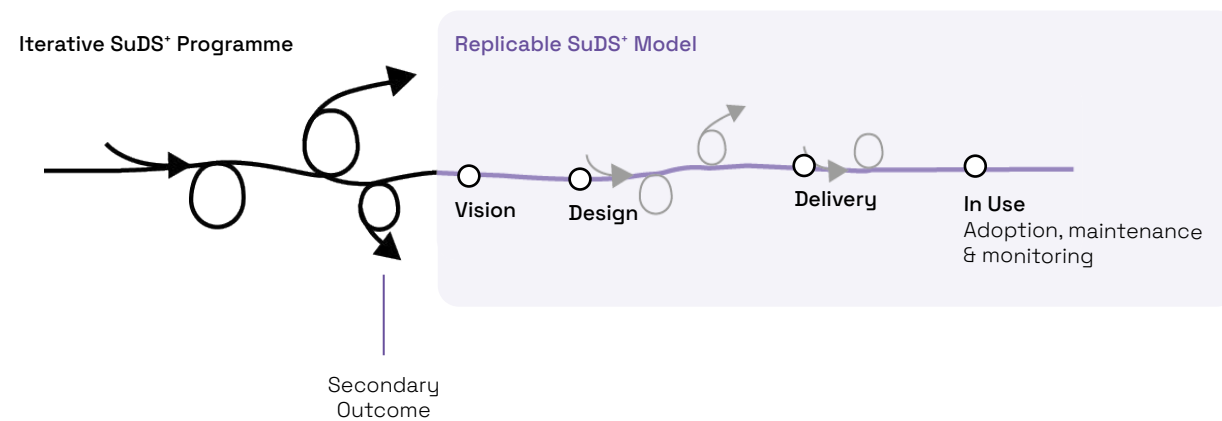 Iterative SuDS⁺ Programme
Replicable SuDS⁺ Model
Vision
Design
Delivery
In Use
Adoption, maintenance
& monitoring
Secondary
Outcome